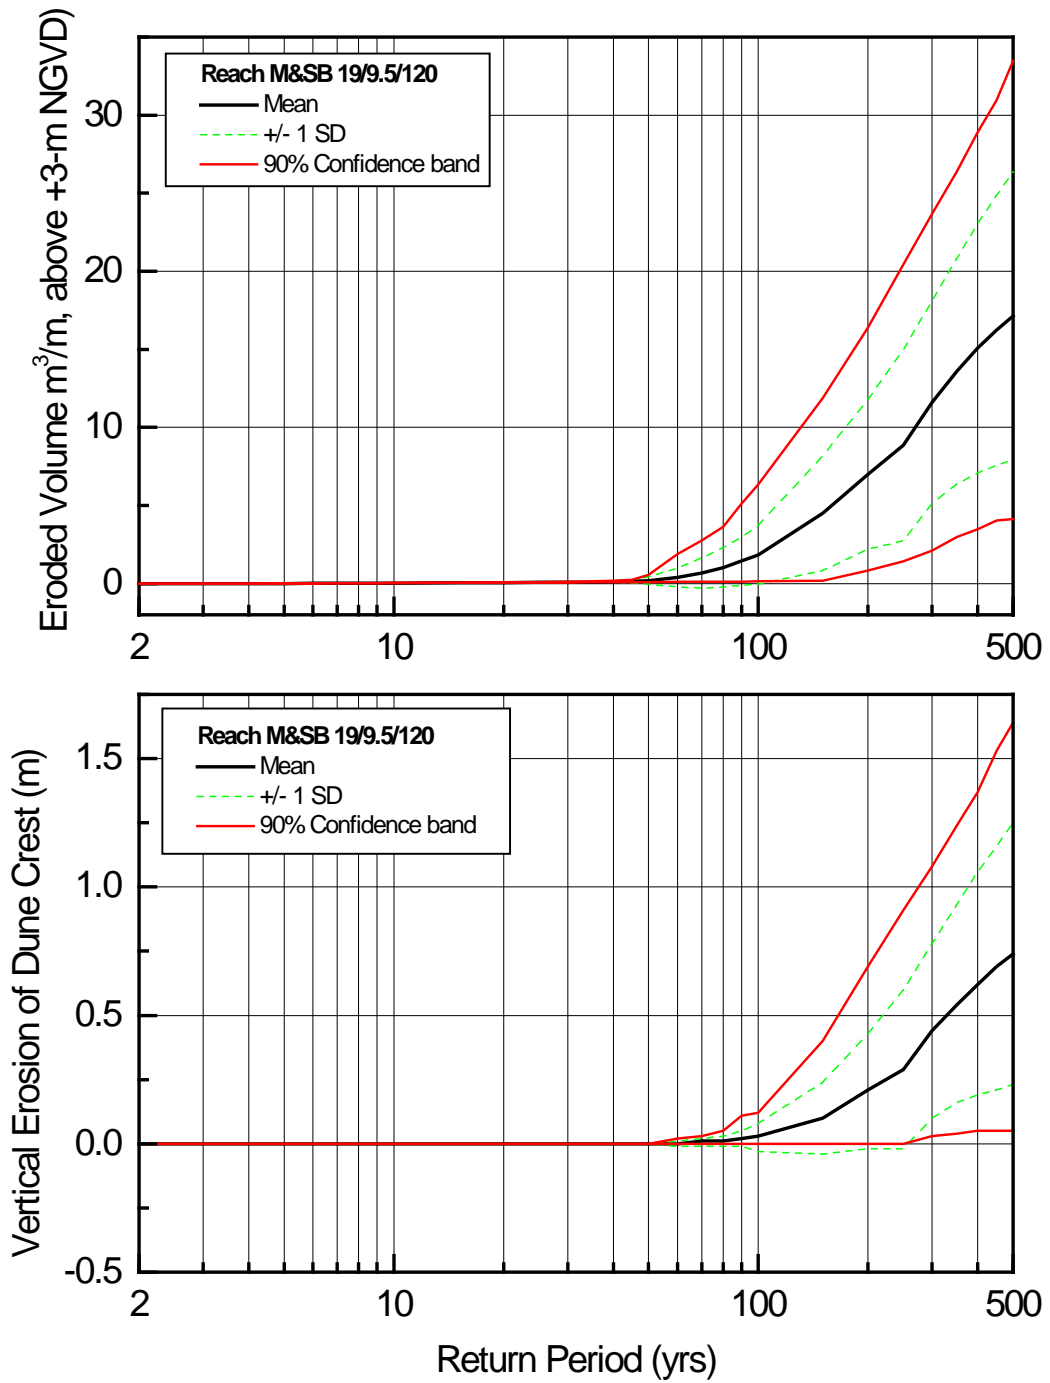 Eroded Volume m³/m, above +3-m NGVD)
30
20
10
0
Reach M&SB 19/9.5/120
Mean
+/- 1 SD
90% Confidence band
2 10 100 500
Vertical Erosion of Dune Crest (m)
1.5
1.0
0.5
0.0
-0.5
Reach M&SB 19/9.5/120
Mean
+/- 1 SD
90% Confidence band
2 10 100 500
Return Period (yrs)